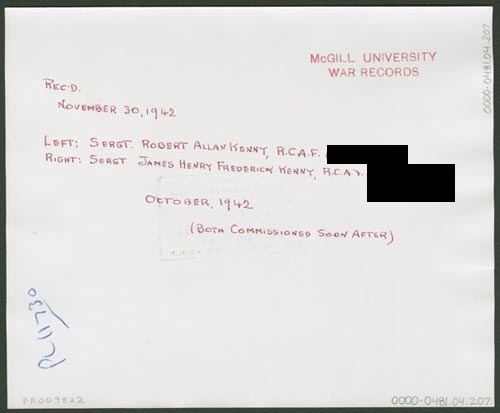 McGILL UNIVERSITY
WAR RECORDS
0000-0481.04.207
REC'D.
NOVEMBER 30, 1942
LEFT: SERGT. ROBERT ALLAN KENNY, R.C.A.F.
RIGHT: SERGT JAMES HENRY FREDERICK KENNY, R.C.A.F.
OCTOBER, 1942
(BOTH COMMISSIONED SOON AFTER)
PL11730
PR009822
0000-0481.04.207